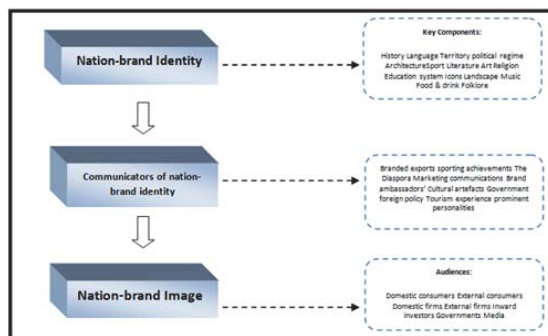 Nation-brand Identity
Key Components:
History Language Territory political regime
ArchitectureSport Literature Art Religion
Education system Icons Landscape Music
Food & drink Folklore
Communicators of nation-
brand identity
Branded exports sporting achievements The
Diaspora Marketing communications Brand
ambassadors' Cultural artefacts Government
foreign policy Tourism experience prominent
personalities
Nation-brand Image
Audiences:
Domestic consumers External consumers
Domestic firms External firms Inward
investors Governments Media